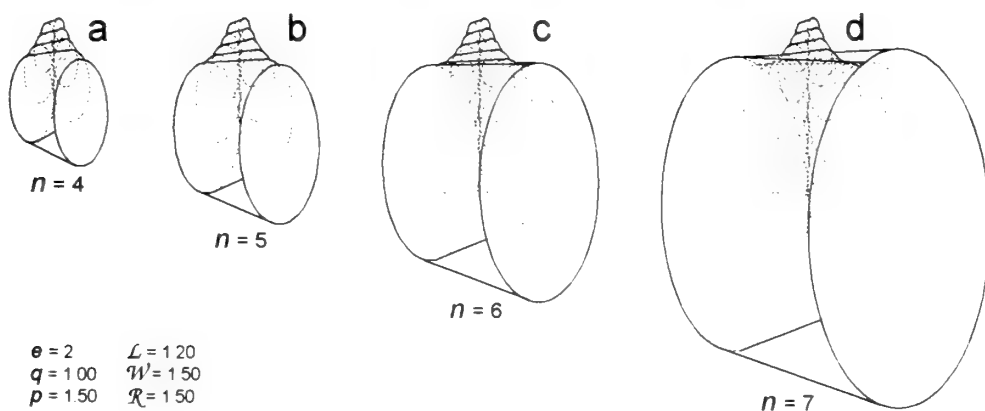 a
b
c
d
n = 4
n = 5
n = 6
n = 7
e = 2 ℒ = 1 20
q = 1 00 𝒲 = 1 50
p = 1.50 ℛ = 1 50